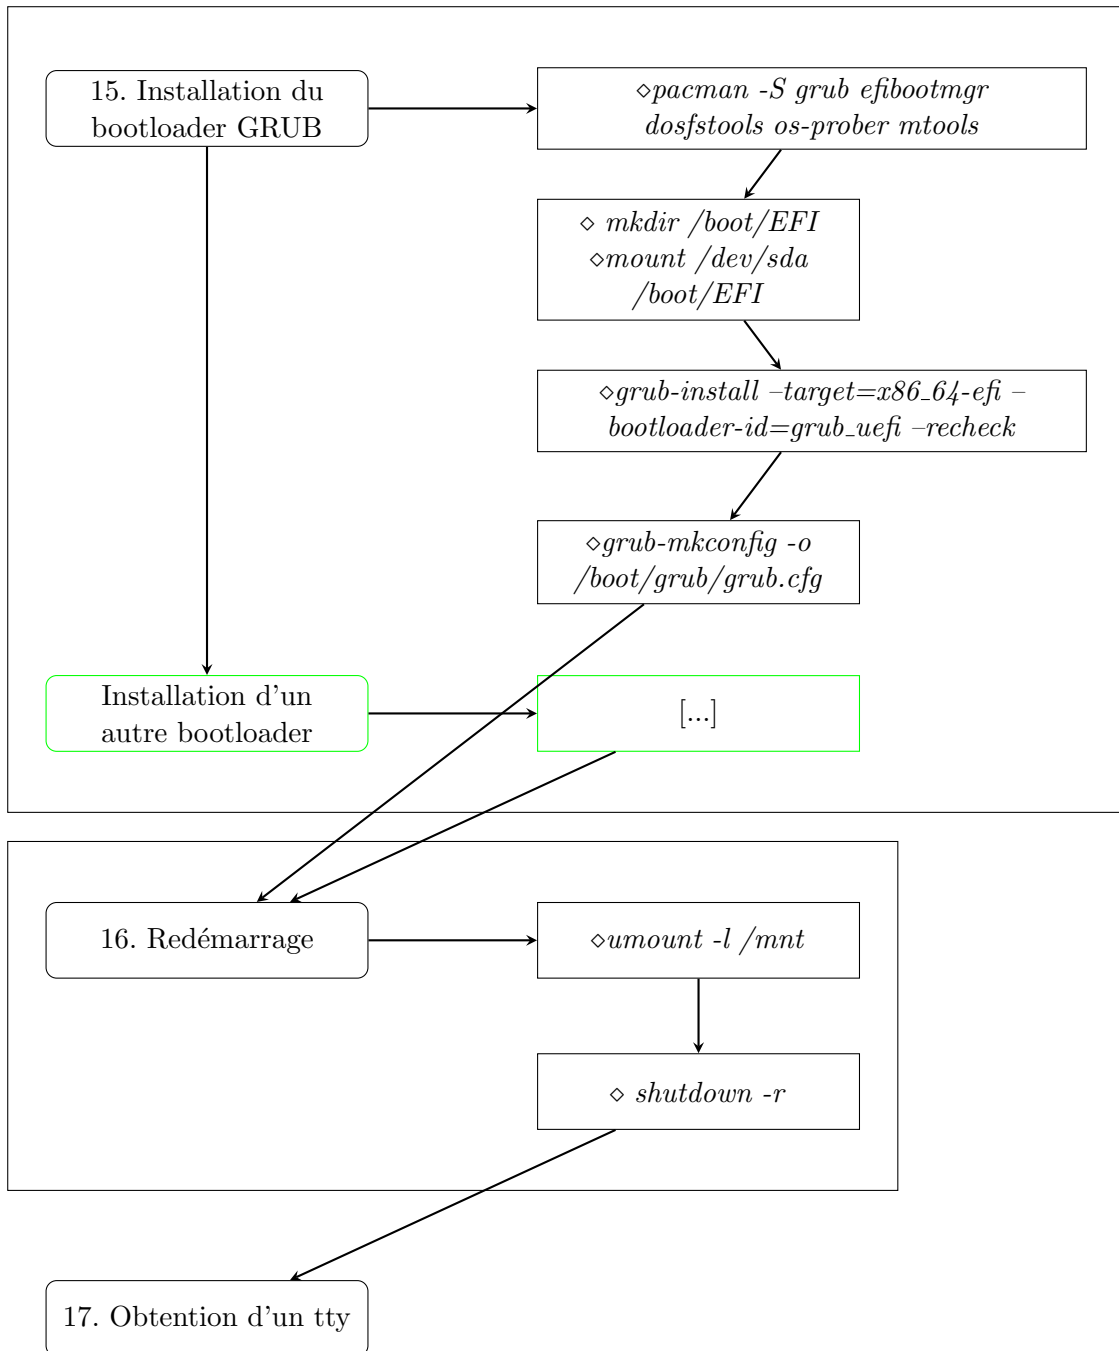 15. Installation du
bootloader GRUB
⋄pacman -S grub efibootmgr
dosfstools os-prober mtools
⋄ mkdir /boot/EFI
⋄mount /dev/sda
/boot/EFI
⋄grub-install –target=x86_64-efi –
bootloader-id=grub_uefi –recheck
⋄grub-mkconfig -o
/boot/grub/grub.cfg
Installation d'un
autre bootloader
[...]
16. Redémarrage
⋄umount -l /mnt
⋄ shutdown -r
17. Obtention d'un tty